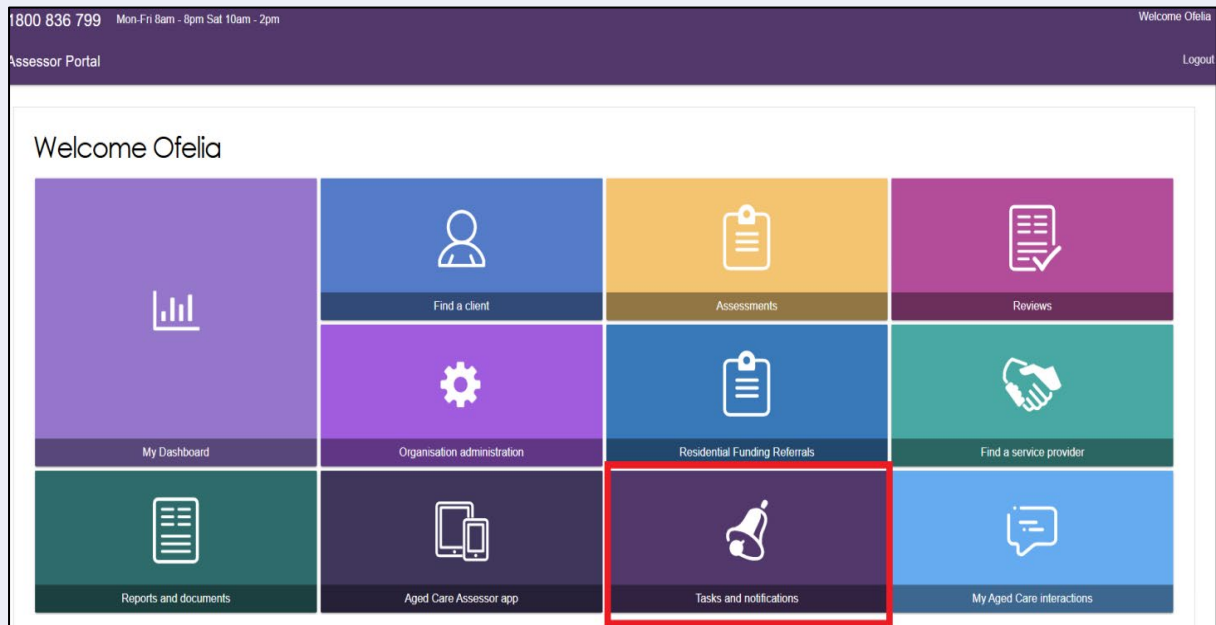 1800 836 799 Mon-Fri 8am - 8pm Sat 10am - 2pm Welcome Ofelia
Assessor Portal Logout
Welcome Ofelia
Find a client Assessments Reviews
My Dashboard Organisation administration Residential Funding Referrals Find a service provider
Reports and documents Aged Care Assessor app Tasks and notifications My Aged Care interactions